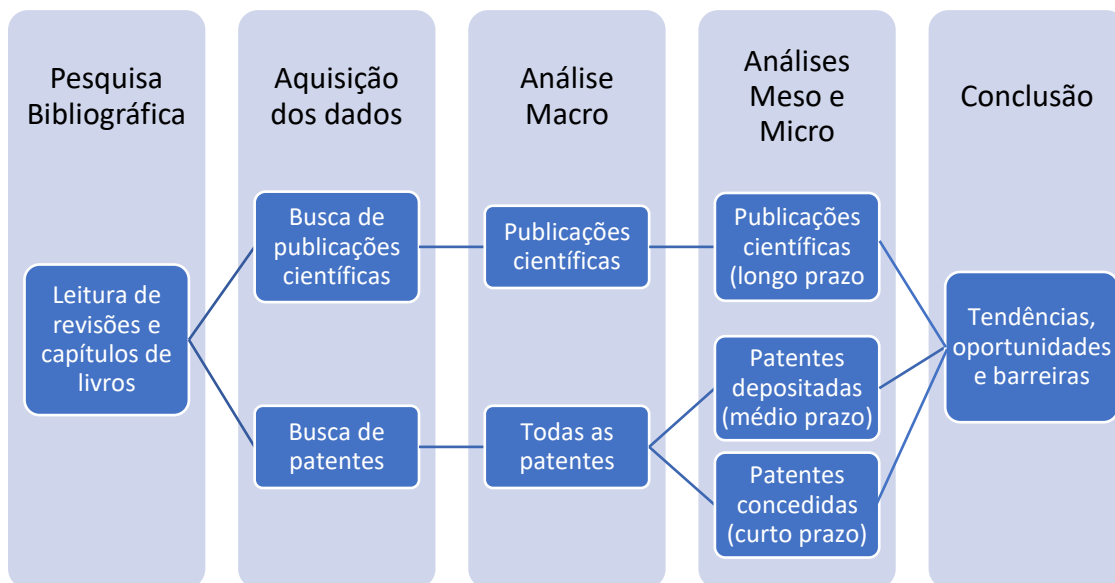 Pesquisa
Bibliográfica
Leitura de
revisões e
capítulos de
livros
Aquisição
dos dados
Busca de
publicações
científicas
Busca de
patentes
Análise
Macro
Publicações
científicas
Todas as
patentes
Análises
Meso e
Micro
Publicações
científicas
(longo prazo
Patentes
depositadas
(médio prazo)
Patentes
concedidas
(curto prazo)
Conclusão
Tendências,
oportunidades
e barreiras